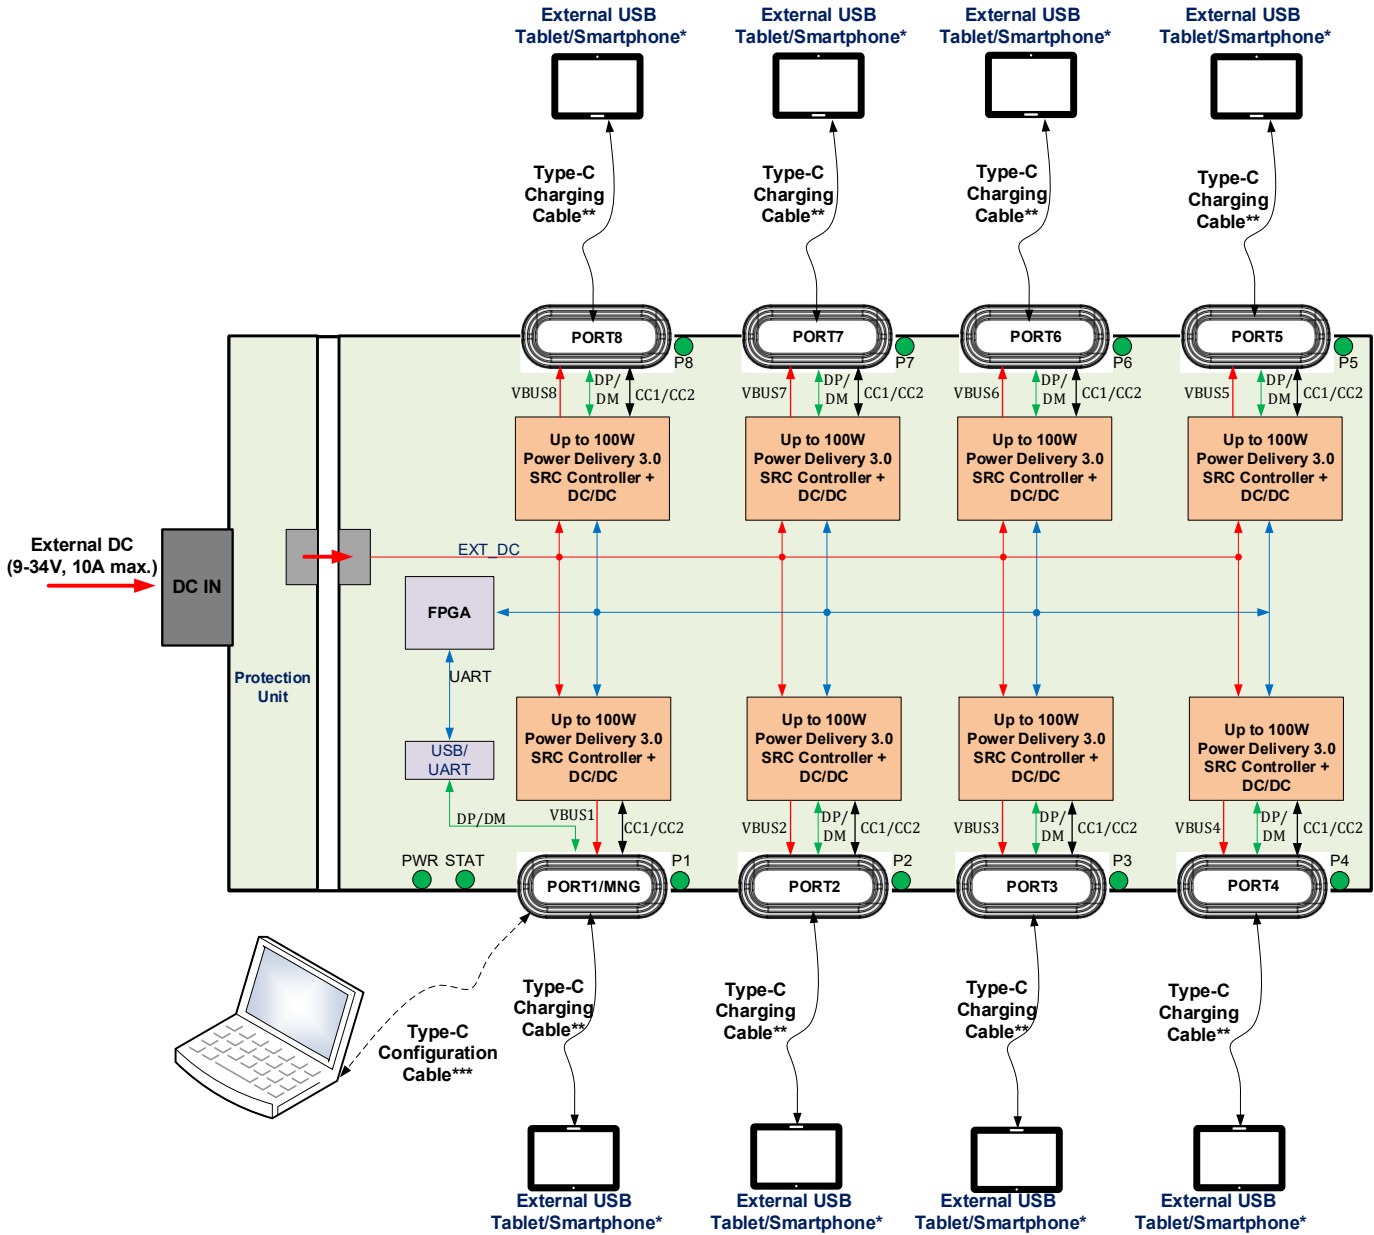 External USB
Tablet/Smartphone*
External USB
Tablet/Smartphone*
External USB
Tablet/Smartphone*
External USB
Tablet/Smartphone*
Type-C
Charging
Cable**
Type-C
Charging
Cable**
Type-C
Charging
Cable**
Type-C
Charging
Cable**
PORT8
P8
PORT7
P7
PORT6
P6
PORT5
P5
VBUS8
DP/
DM
CC1/CC2
VBUS7
DP/
DM
CC1/CC2
VBUS6
DP/
DM
CC1/CC2
VBUS5
DP/
DM
CC1/CC2
Up to 100W
Power Delivery 3.0
SRC Controller +
DC/DC
Up to 100W
Power Delivery 3.0
SRC Controller +
DC/DC
Up to 100W
Power Delivery 3.0
SRC Controller +
DC/DC
Up to 100W
Power Delivery 3.0
SRC Controller +
DC/DC
External DC
(9-34V, 10A max.)
DC IN
EXT_DC
FPGA
UART
Protection
Unit
USB/
UART
DP/DM
Up to 100W
Power Delivery 3.0
SRC Controller +
DC/DC
Up to 100W
Power Delivery 3.0
SRC Controller +
DC/DC
Up to 100W
Power Delivery 3.0
SRC Controller +
DC/DC
Up to 100W
Power Delivery 3.0
SRC Controller +
DC/DC
VBUS1
CC1/CC2
VBUS2
DP/
DM
CC1/CC2
VBUS3
DP/
DM
CC1/CC2
VBUS4
DP/
DM
CC1/CC2
PWR STAT
PORT1/MNG
P1
PORT2
P2
PORT3
P3
PORT4
P4
Type-C
Configuration
Cable***
Type-C
Charging
Cable**
Type-C
Charging
Cable**
Type-C
Charging
Cable**
Type-C
Charging
Cable**
External USB
Tablet/Smartphone*
External USB
Tablet/Smartphone*
External USB
Tablet/Smartphone*
External USB
Tablet/Smartphone*